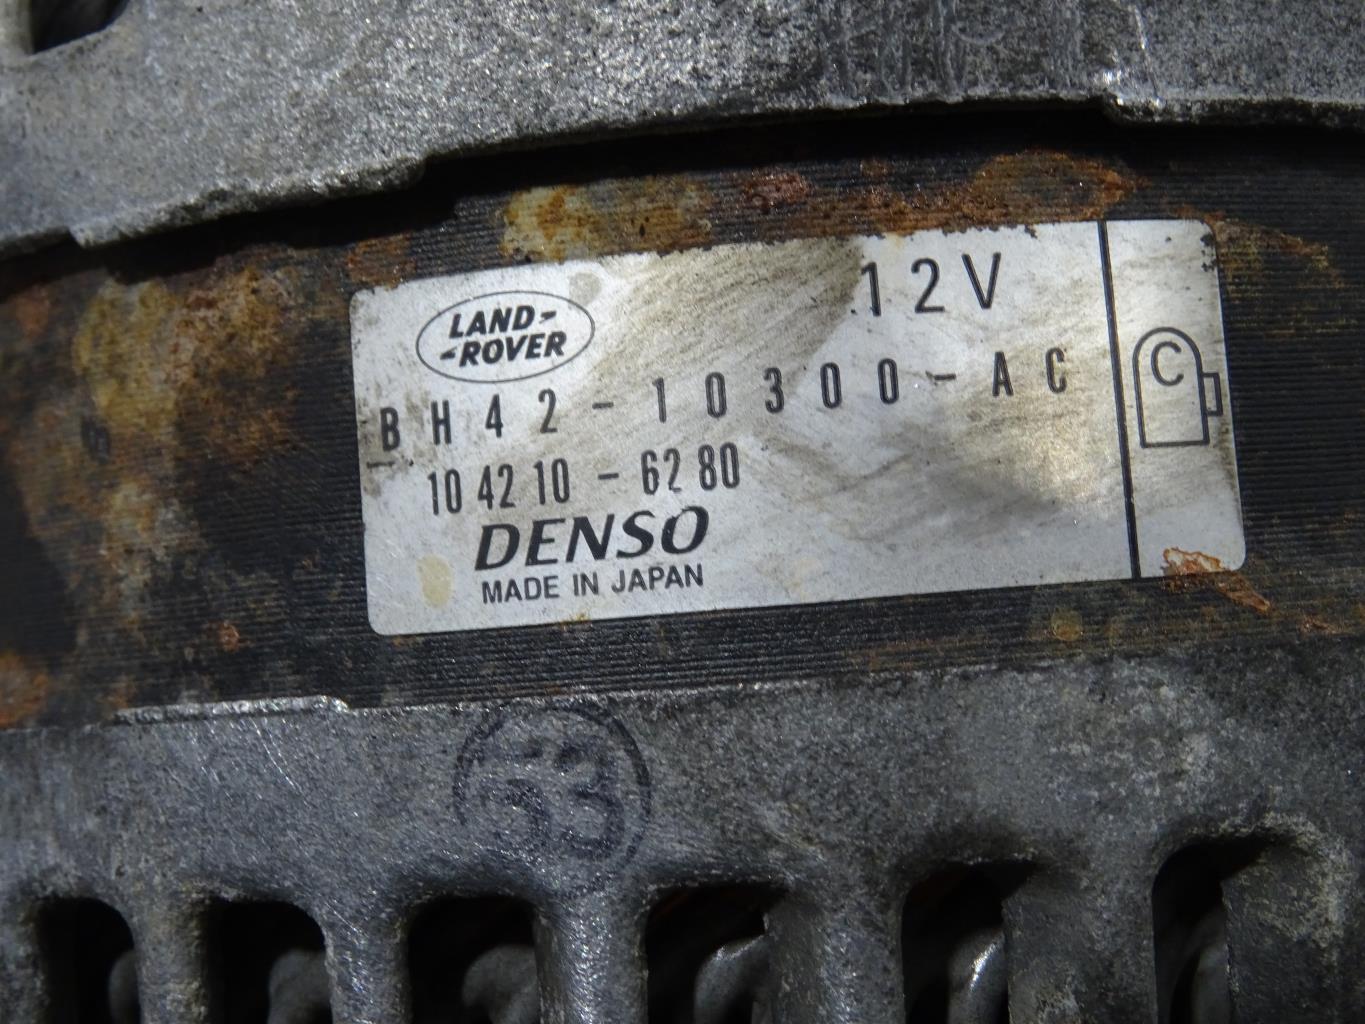 LAND-
-ROVER
12V
BH42-10300-AC
104210-6280
DENSO
MADE IN JAPAN
C
53